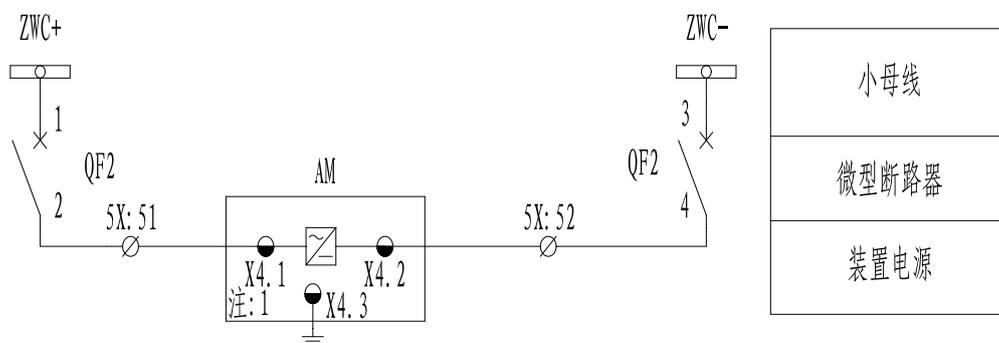 ZWC+
ZWC-
小母线
1
3
QF2
QF2
微型断路器
AM
2
4
5X:51
5X:52
X4.1
X4.2
装置电源
注:1
X4.3